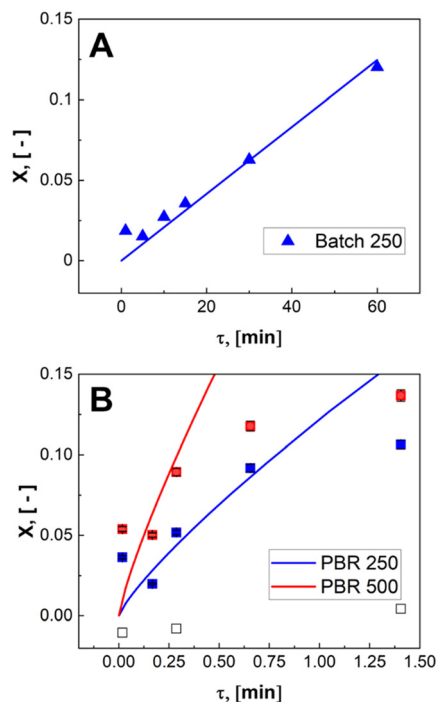 A
0.15
0.1
0.05
0
X, [ - ]
Batch 250
0
20
40
60
τ, [min]
B
0.15
0.10
0.05
0.00
X, [ - ]
PBR 250
PBR 500
0.00
0.25
0.50
0.75
1.00
1.25
1.50
τ, [min]